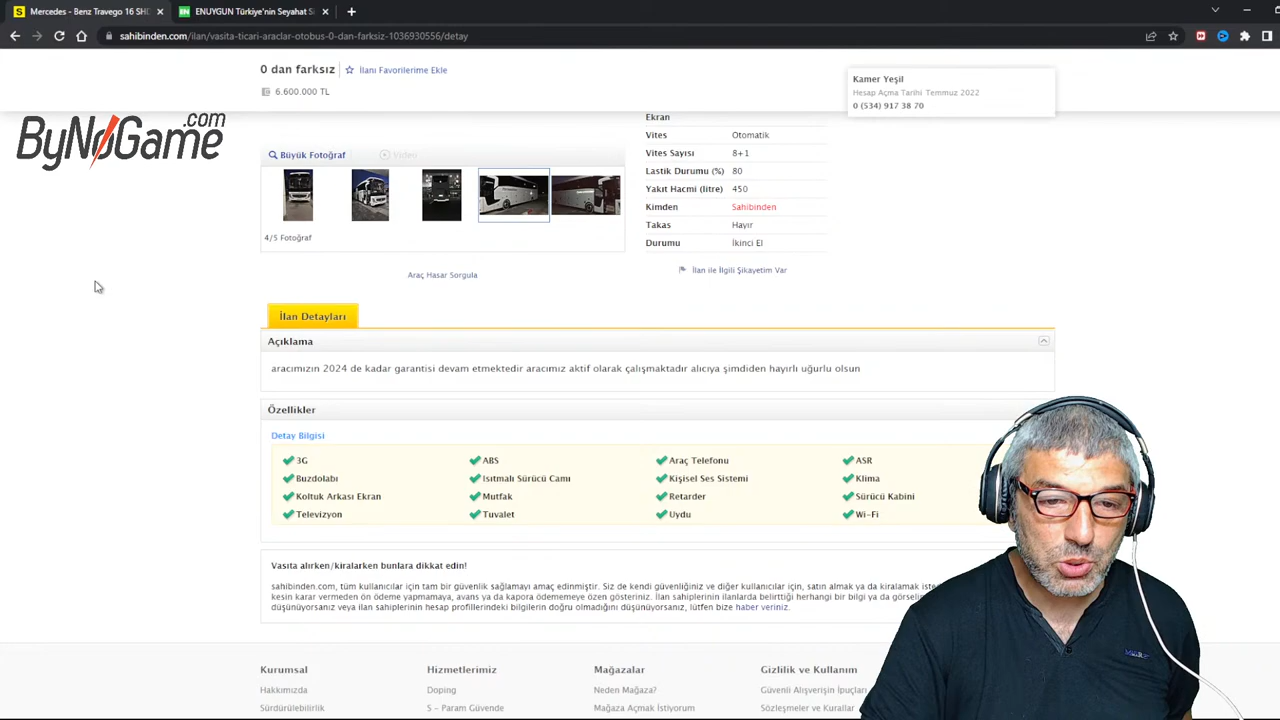 Mercedes - Benz Travego 16 SH
ENUYGUN Türkiye'nin Seyahat S
sahibinden.com/ilan/vasita-ticari-araclar-otobus-0-dan-farksiz-1036930556/detay
0 dan farksız
İlanı Favorilerime Ekle
6.600.000 TL
Kamer Yeşil
Hesap Açma Tarihi Temmuz 2022
0 (534) 917 38 70
ByNoGame.com
Büyük Fotoğraf
Video
4/5 Fotoğraf
Araç Hasar Sorgula
Ekran
Vites Otomatik
Vites Sayısı 8+1
Lastik Durumu (%) 80
Yakıt Hacmi (litre) 450
Kimden Sahibinden
Takas Hayır
Durumu İkinci El
İlan ile İlgili Şikayetim Var
İlan Detayları
Açıklama
aracımızın 2024 de kadar garantisi devam etmektedir aracımız aktif olarak çalışmaktadır alıcıya şimdiden hayırlı uğurlu olsun
Özellikler
Detay Bilgisi
3G ABS Araç Telefonu ASR
Buzdolabı Isıtmalı Sürücü Camı Kişisel Ses Sistemi Klima
Koltuk Arkası Ekran Mutfak Retarder Sürücü Kabini
Televizyon Tuvalet Uydu Wi-Fi
Vasıta alırken/kiralarken bunlara dikkat edin!
sahibinden.com, tüm kullanıcılar için tam bir güvenlik sağlamayı amaç edinmiştir. Siz de kendi güvenliğiniz ve diğer kullanıcılar için, satın almak ya da kiralamak
kesin karar vermeden ön ödeme yapmamaya, avans ya da kapora ödememeye özen gösteriniz. İlan sahiplerinin ilanlarda belirttiği herhangi bir bilgi ya da
düşünüyorsanız veya ilan sahiplerinin hesap profillerindeki bilgilerin doğru olmadığını düşünüyorsanız, lütfen bize haber veriniz.
Kurumsal Hizmetlerimiz Mağazalar Gizlilik ve Kullanım
Hakkımızda Doping Neden Mağaza? Güvenli Alışverişin İpuçları
Sürdürülebilirlik S - Param Güvende Mağaza Açmak İstiyorum Sözleşmeler ve Kurallar